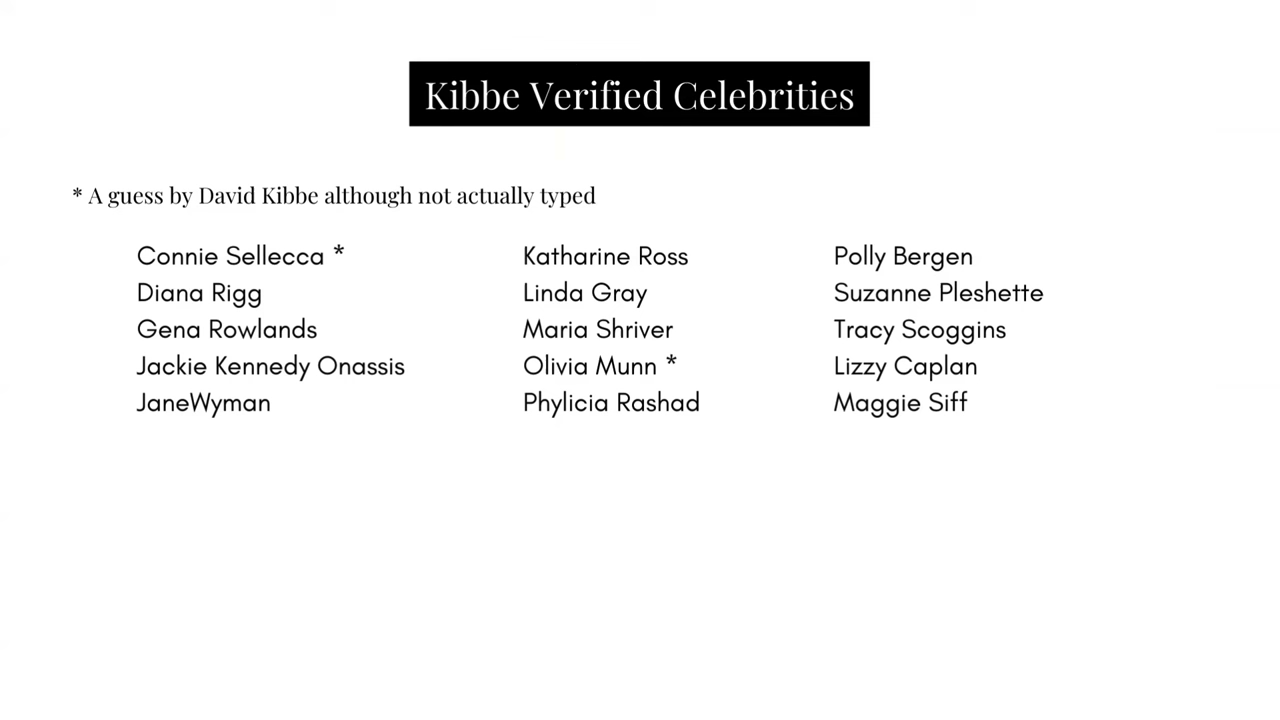 Kibbe Verified Celebrities
* A guess by David Kibbe although not actually typed
Connie Sellecca *
Diana Rigg
Gena Rowlands
Jackie Kennedy Onassis
JaneWyman
Katharine Ross
Linda Gray
Maria Shriver
Olivia Munn *
Phylicia Rashad
Polly Bergen
Suzanne Pleshette
Tracy Scoggins
Lizzy Caplan
Maggie Siff